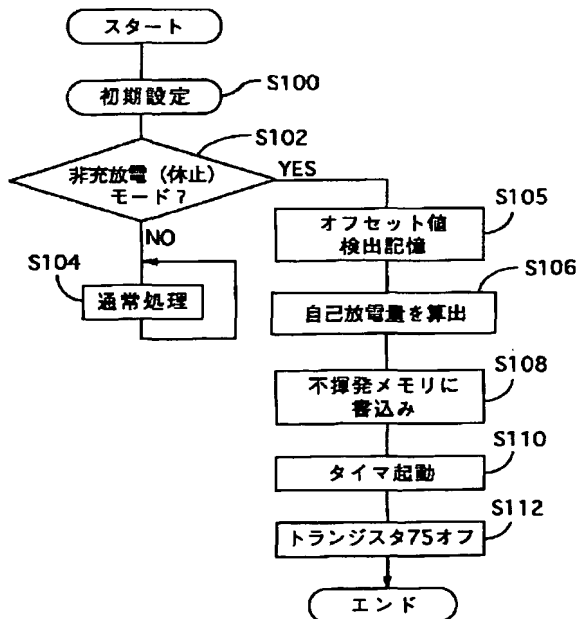 スタート
初期設定
S100
S102
非充放電（休止）
モード？
YES
NO
S104
通常処理
オフセット値
検出記憶
S105
自己放電量を算出
S106
不揮発メモリに
書込み
S108
タイマ起動
S110
トランジスタ75オフ
S112
エンド